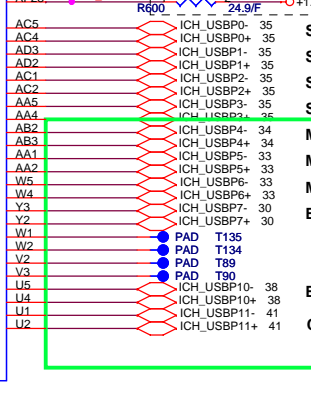 R600 24.9/F
AC5 ICH_USBP0- 35
AC4 ICH_USBP0+ 35
AD3 ICH_USBP1- 35
AD2 ICH_USBP1+ 35
AC1 ICH_USBP2- 35
AC2 ICH_USBP2+ 35
AA5 ICH_USBP3- 35
AA4 ICH_USBP3+ 35
AB2 ICH_USBP4- 34
AB3 ICH_USBP4+ 34
AA1 ICH_USBP5- 33
AA2 ICH_USBP5+ 33
W5 ICH_USBP6- 33
W4 ICH_USBP6+ 33
Y3 ICH_USBP7- 30
Y2 ICH_USBP7+ 30
W1 PAD T135
W2 PAD T134
V2 PAD T89
V3 PAD T90
U5 ICH_USBP10- 38
U4 ICH_USBP10+ 38
U1 ICH_USBP11- 41
U2 ICH_USBP11+ 41